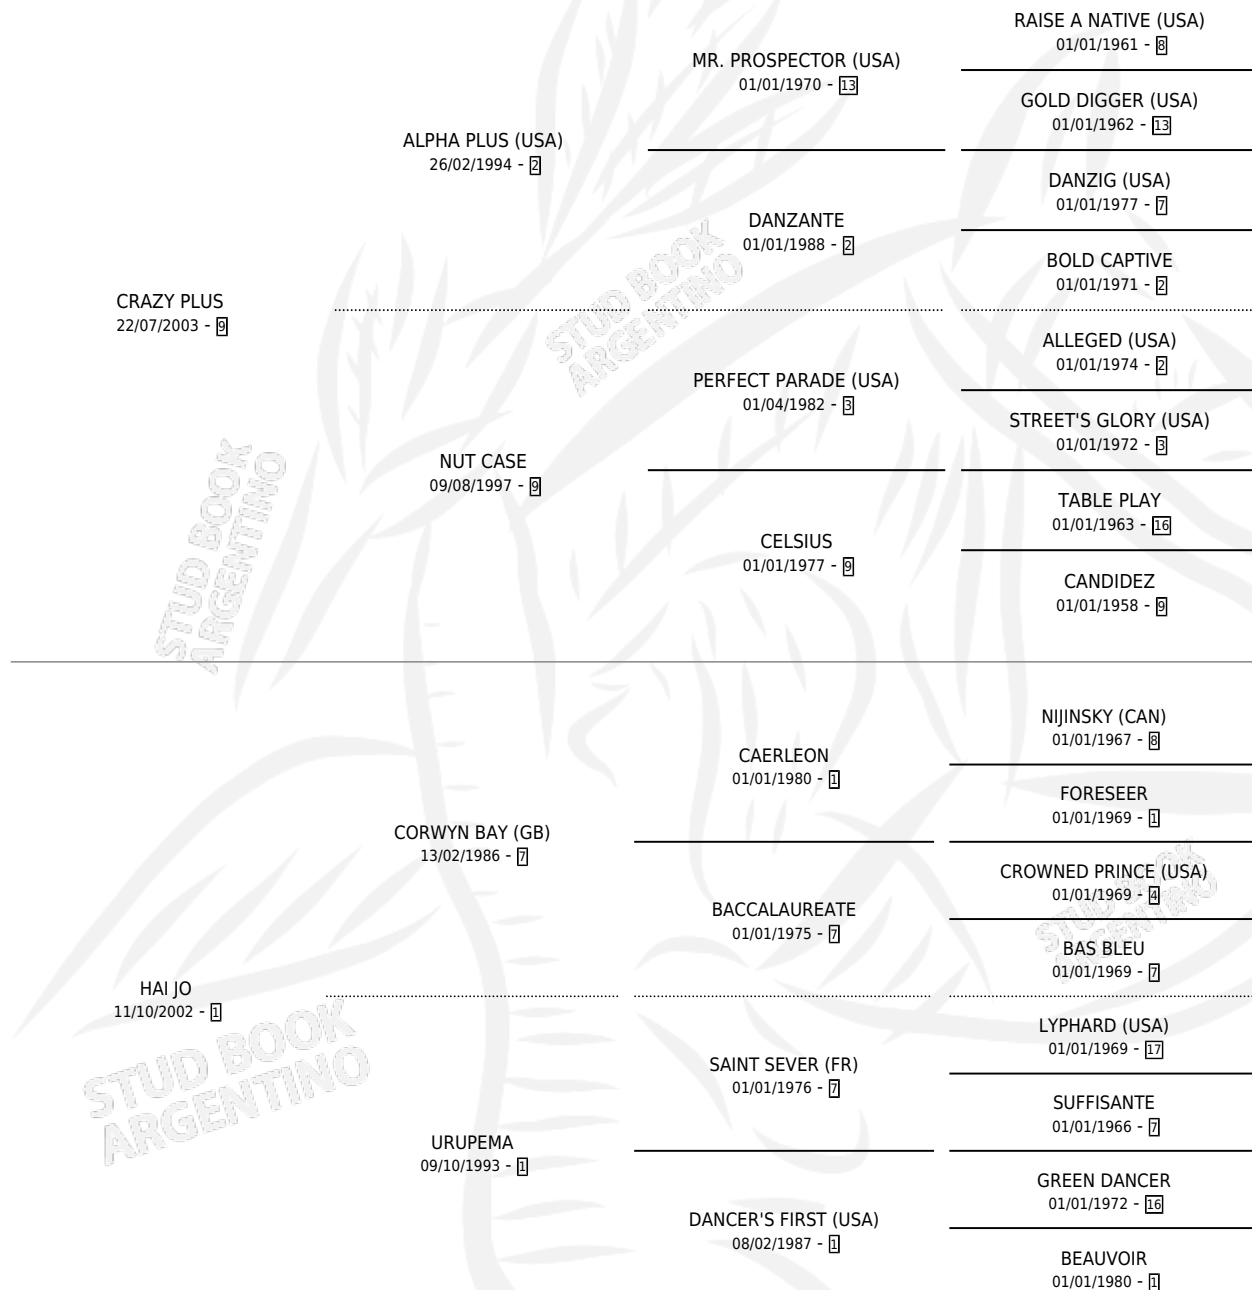 RAISE A NATIVE (USA)
01/01/1961 - 8
MR. PROSPECTOR (USA)
01/01/1970 - 13
GOLD DIGGER (USA)
01/01/1962 - 13
ALPHA PLUS (USA)
26/02/1994 - 2
DANZIG (USA)
01/01/1977 - 7
DANZANTE
01/01/1988 - 2
BOLD CAPTIVE
01/01/1971 - 2
CRAZY PLUS
22/07/2003 - 9
STUD BOOK
ARGENTINO
ALLEGED (USA)
01/01/1974 - 2
PERFECT PARADE (USA)
01/04/1982 - 3
STREET'S GLORY (USA)
01/01/1972 - 3
NUT CASE
09/08/1997 - 9
TABLE PLAY
01/01/1963 - 16
CELSIUS
01/01/1977 - 9
CANDIDEZ
01/01/1958 - 9
STUD BOOK
ARGENTINO
NIJINSKY (CAN)
01/01/1967 - 8
CAERLEON
01/01/1980 - 1
FORESEER
01/01/1969 - 1
CORWYN BAY (GB)
13/02/1986 - 7
CROWNED PRINCE (USA)
01/01/1969 - 4
BACCALAUREATE
01/01/1975 - 7
STUD BOOK
ARGENTINO
BAS BLEU
01/01/1969 - 7
HAI JO
11/10/2002 - 1
LYPHARD (USA)
01/01/1969 - 17
SAINT SEVER (FR)
01/01/1976 - 7
SUFFISANTE
01/01/1966 - 7
STUD BOOK
ARGENTINO
URUPEMA
09/10/1993 - 1
GREEN DANCER
01/01/1972 - 16
DANCER'S FIRST (USA)
08/02/1987 - 1
BEAUVOIR
01/01/1980 - 1